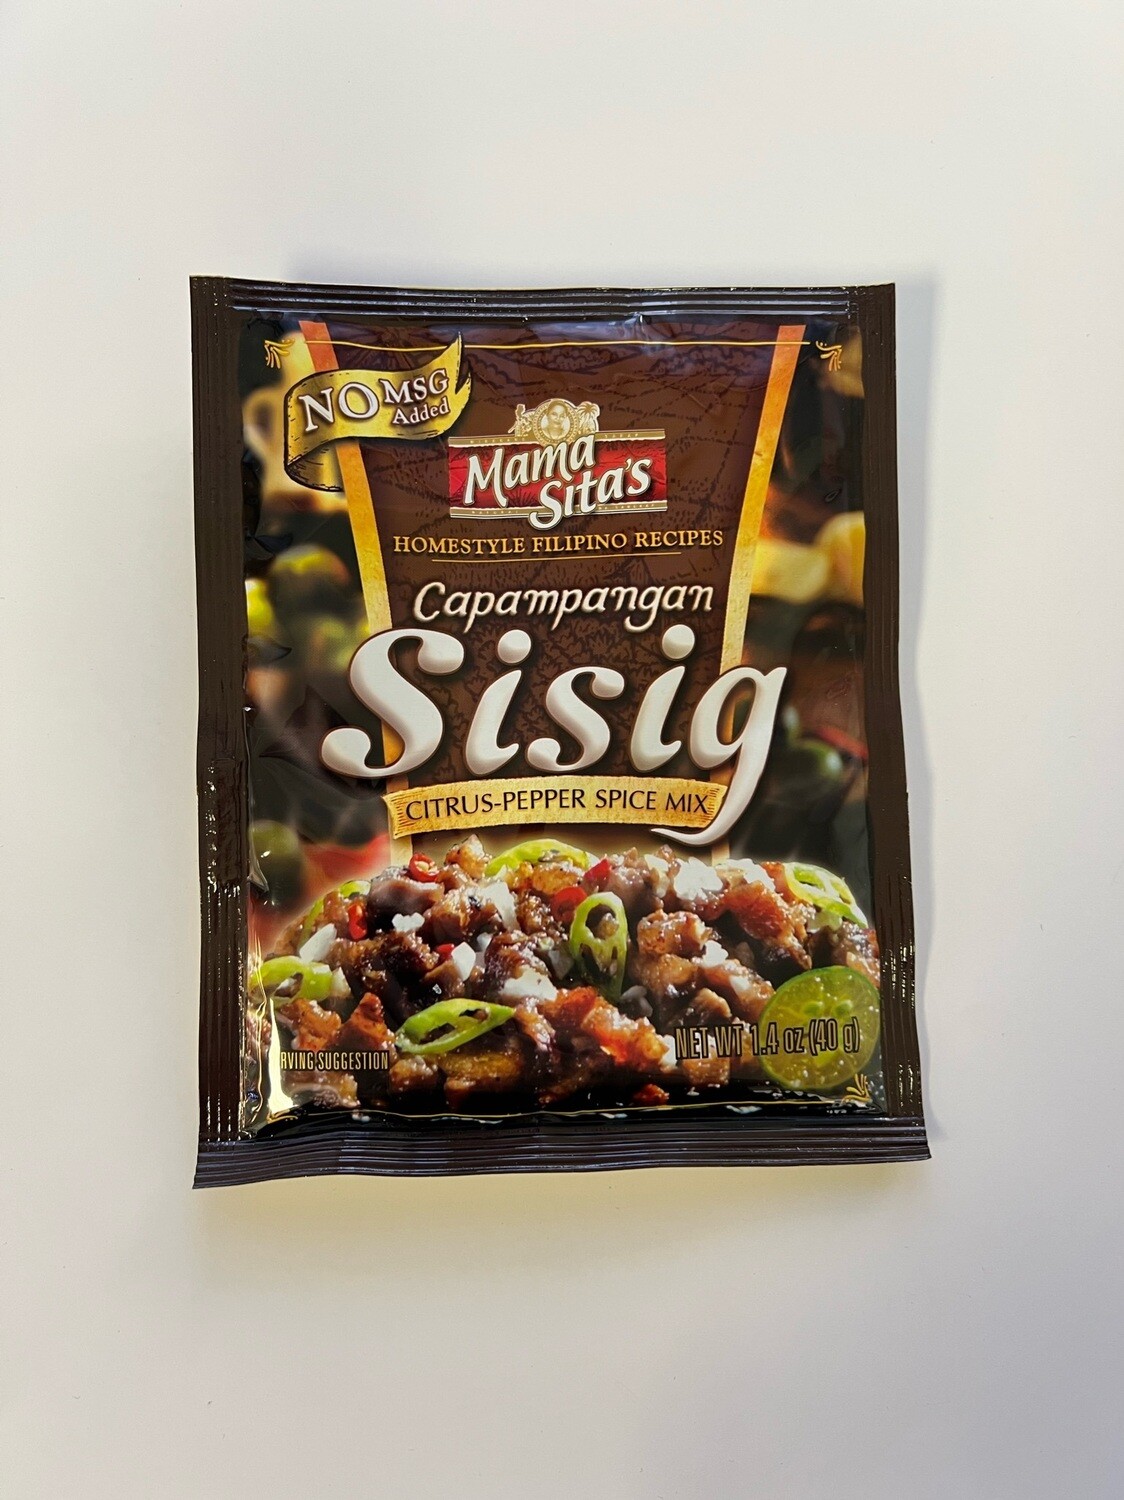 NO MSG
Added
Mama
Sita's
HOMESTYLE FILIPINO RECIPES
Capampangan
Sisig
CITRUS-PEPPER SPICE MIX
NET WT 1.4 oz (40 g)
RVING SUGGESTION